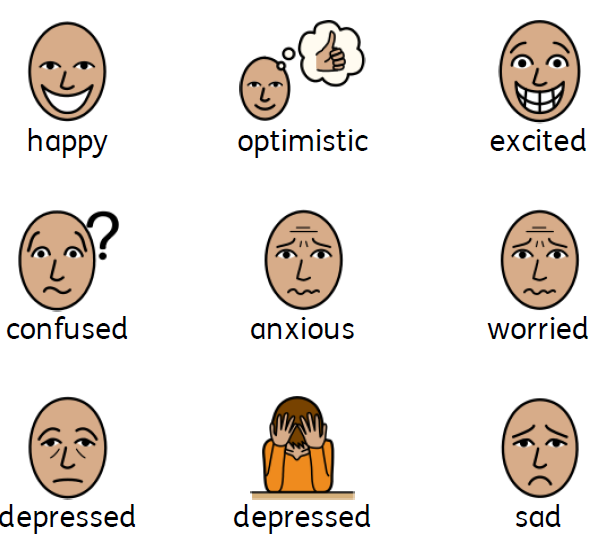 happy optimistic excited
?
confused anxious worried
depressed depressed sad